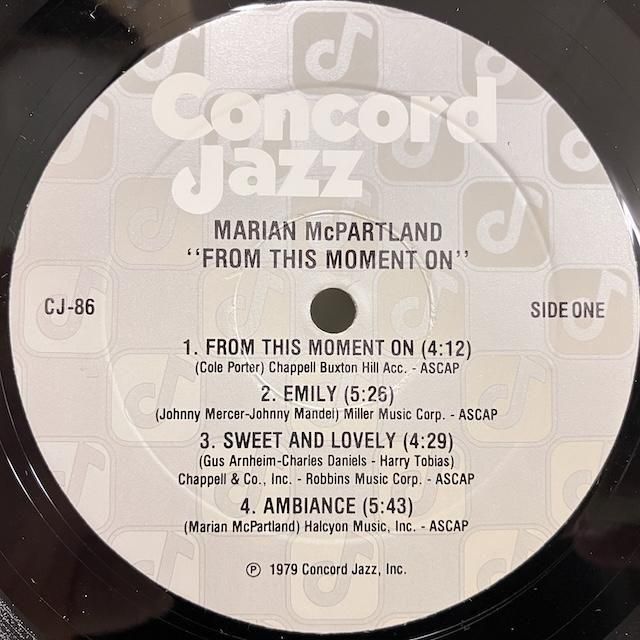 Concord
Jazz
MARIAN McPARTLAND
“FROM THIS MOMENT ON”
CJ-86
SIDE ONE
1. FROM THIS MOMENT ON (4:12)
(Cole Porter) Chappell Buxton Hill Acc. - ASCAP
2. EMILY (5:26)
(Johnny Mercer-Johnny Mandel) Miller Music Corp. - ASCAP
3. SWEET AND LOVELY (4:29)
(Gus Arnheim-Charles Daniels - Harry Tobias)
Chappell & Co., Inc. - Robbins Music Corp. - ASCAP
4. AMBIANCE (5:43)
(Marian McPartland) Halcyon Music, Inc. - ASCAP
℗ 1979 Concord Jazz, Inc.